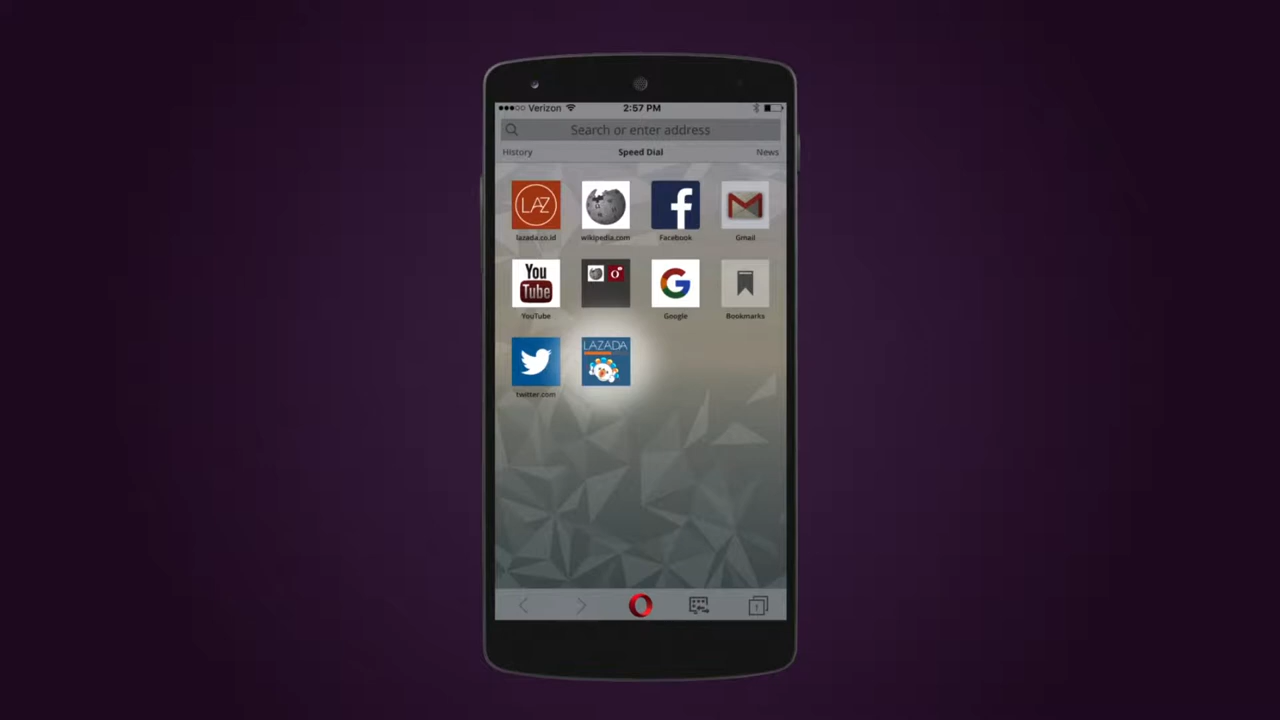 Verizon 2:57 PM
Search or enter address
History Speed Dial News
LAZ
lazada.co.id wikipedia.com Facebook Gmail
You
Tube
YouTube Google Bookmarks
LAZADA
twitter.com
1